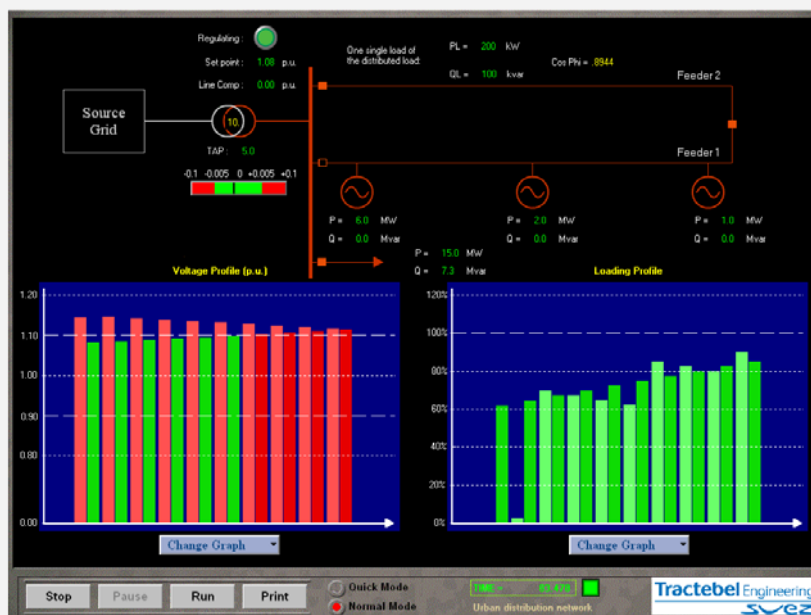 Regulating :
Set point : 1.08 p.u.
Line Comp : 0.00 p.u.
One single load of
the distributed load:
PL = 200 kW
QL = 100 kvar
Cos Phi = .8944
Feeder 2
Source
Grid
10.
TAP : 5.0
Feeder 1
-0.1 -0.005 0 +0.005 +0.1
P = 6.0 MW
Q = 0.0 Mvar
P = 2.0 MW
Q = 0.0 Mvar
P = 1.0 MW
Q = 0.0 Mvar
P = 15.0 MW
Q = 7.3 Mvar
Voltage Profile (p.u.)
1.20
1.10
1.00
0.90
0.80
0.00
Change Graph
Loading Profile
120%
100%
80%
60%
40%
20%
0%
Change Graph
Stop Pause Run Print
Quick Mode
Normal Mode
TIME =
Urban distribution network
Tractebel Engineering